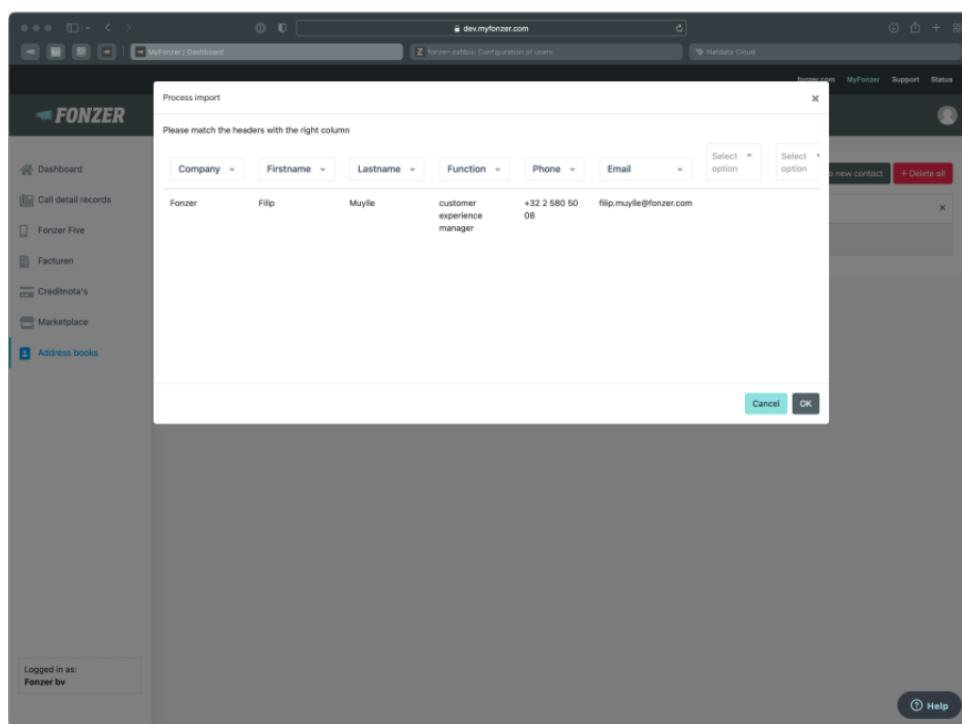 dev.myfonzer.com
MyFonzer | Dashboard
Z fonzer-zabbix: Configuration of users
Netdata Cloud
fonzer.com MyFonzer Support Status
FONZER
Process import
×
Please match the headers with the right column
Company Firstname Lastname Function Phone Email Select option Select option
Fonzer Filip Muylle customer +32 2 580 50 filip.muylle@fonzer.com
experience 08
manager
Cancel OK
new contact + Delete all
×
Dashboard
Call detail records
Fonzer Five
Facturen
Creditnota's
Marketplace
Address books
Logged in as:
Fonzer bv
? Help